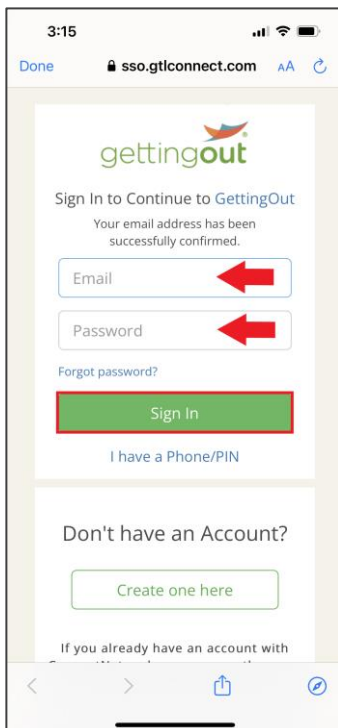 3:15
Done sso.gtlconnect.com AA
gettingout
Sign In to Continue to GettingOut
Your email address has been
successfully confirmed.
Email
Password
Forgot password?
Sign In
I have a Phone/PIN
Don't have an Account?
Create one here
If you already have an account with